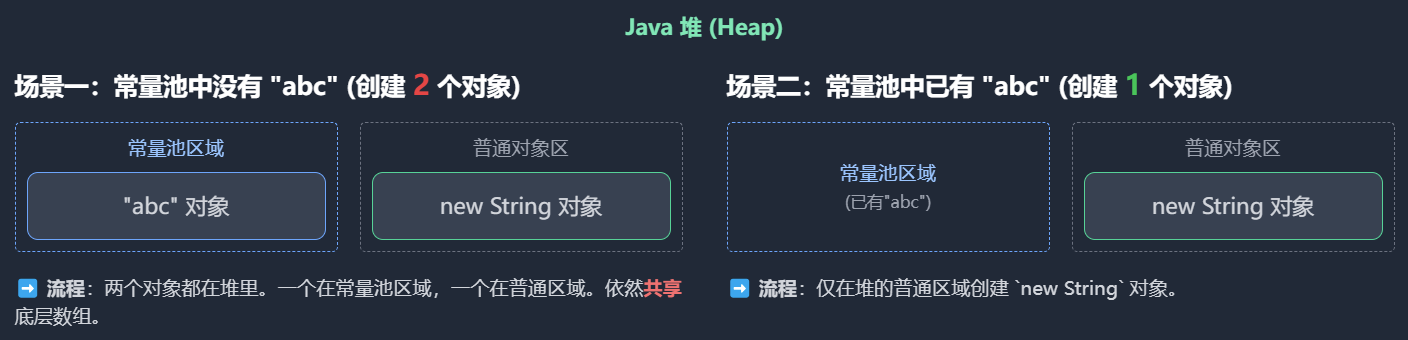 Java 堆 (Heap)
场景一：常量池中没有 "abc" (创建 2 个对象)
常量池区域
"abc" 对象
普通对象区
new String 对象
➡️ 流程：两个对象都在堆里。一个在常量池区域，一个在普通区域。依然共享
底层数组。
场景二：常量池中已有 "abc" (创建 1 个对象)
常量池区域
(已有"abc")
普通对象区
new String 对象
➡️ 流程：仅在堆的普通区域创建 `new String` 对象。